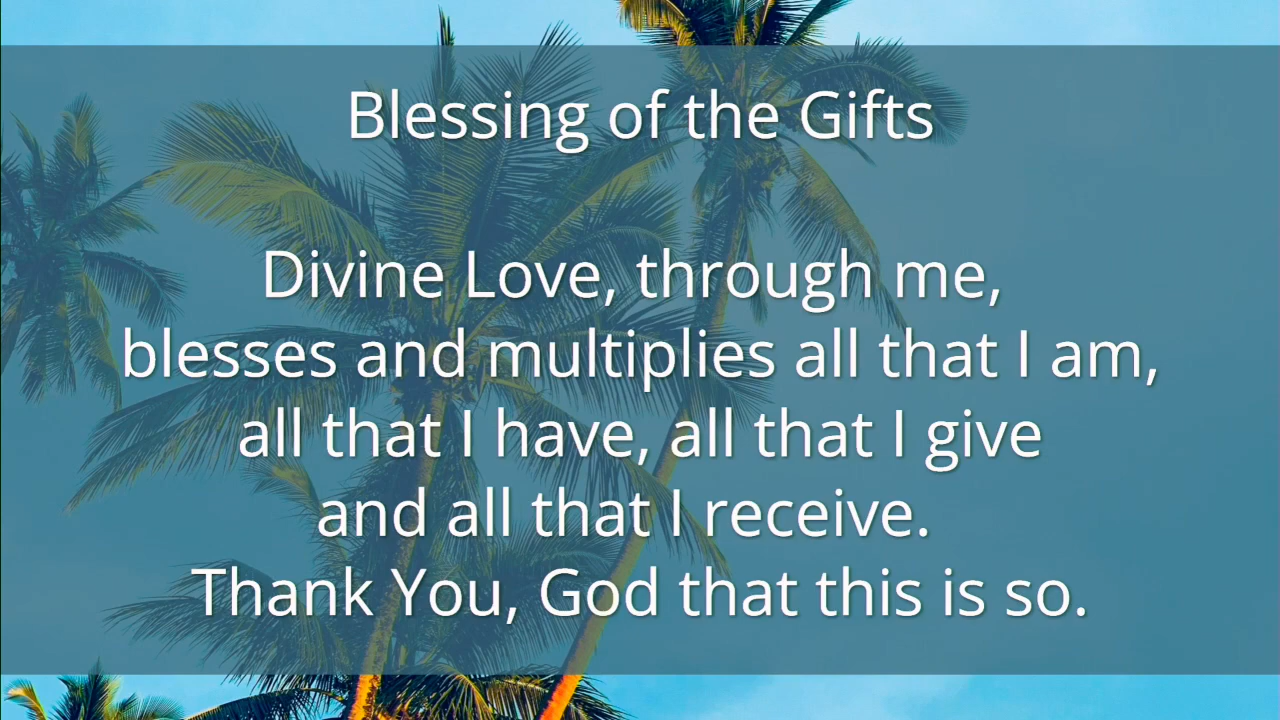 Blessing of the Gifts
Divine Love, through me,
blesses and multiplies all that I am,
all that I have, all that I give
and all that I receive.
Thank You, God that this is so.